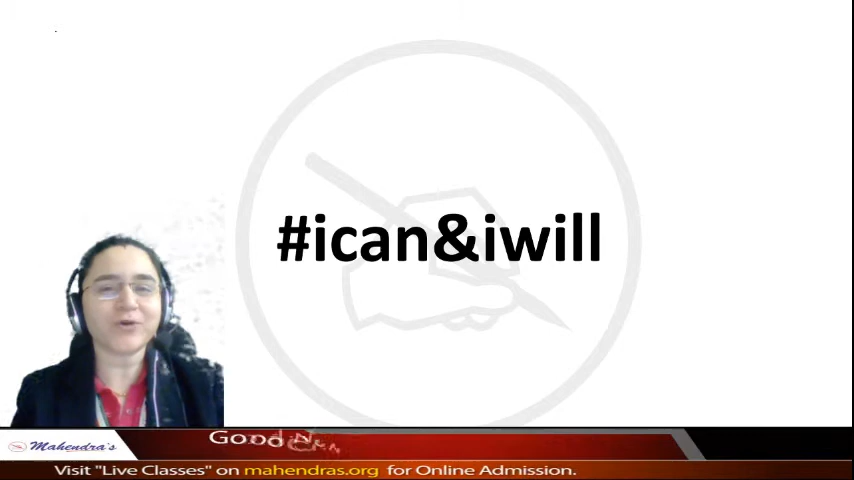 #ican&iwill
Mahendra's
Visit "Live Classes" on mahendras.org for Online Admission.